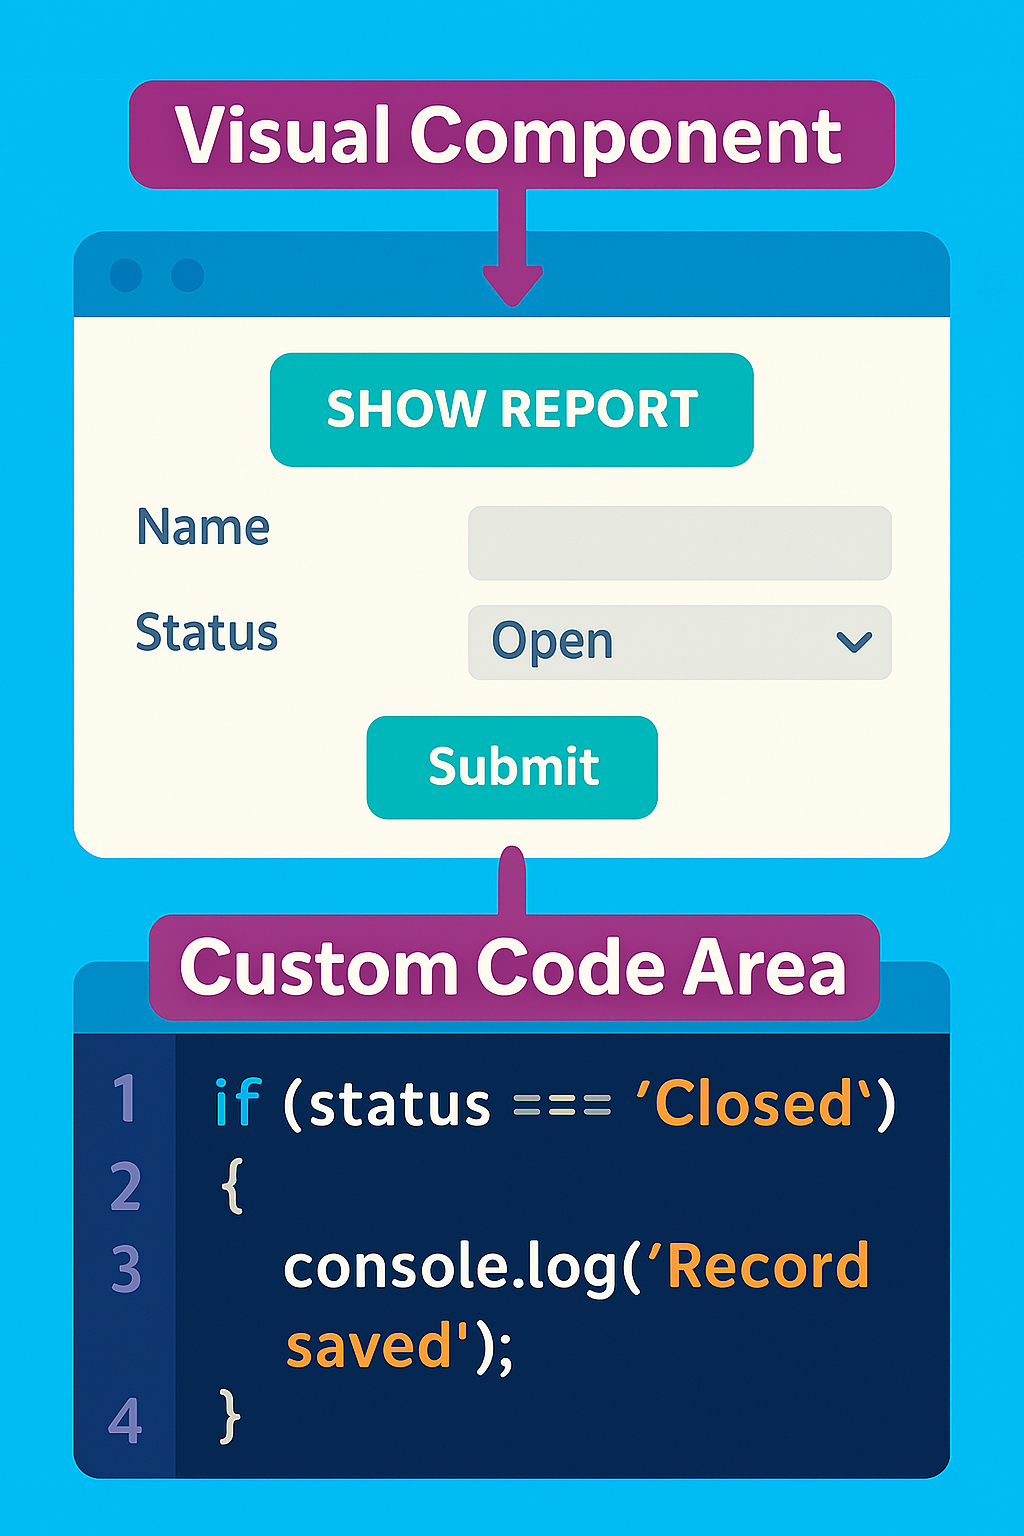 Visual Component
SHOW REPORT
Name
Status
Open
Submit
Custom Code Area
1 if (status === ′Closed‵)
2 {
3 console.log(′Record
saved');
4 }